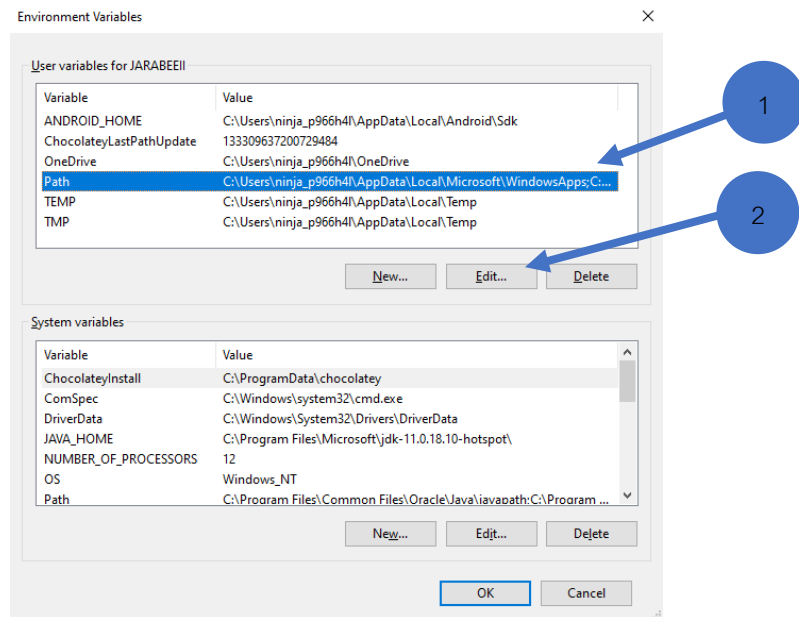 Environment Variables
User variables for JARABEEII
Variable Value
ANDROID_HOME C:\Users\ninja_p966h4l\AppData\Local\Android\Sdk
ChocolateyLastPathUpdate 133309637200729484
OneDrive C:\Users\ninja_p966h4l\OneDrive
Path C:\Users\ninja_p966h4l\AppData\Local\Microsoft\WindowsApps;C:...
TEMP C:\Users\ninja_p966h4l\AppData\Local\Temp
TMP C:\Users\ninja_p966h4l\AppData\Local\Temp
1
2
New... Edit... Delete
System variables
Variable Value
ChocolateyInstall C:\ProgramData\chocolatey
ComSpec C:\Windows\system32\cmd.exe
DriverData C:\Windows\System32\Drivers\DriverData
JAVA_HOME C:\Program Files\Microsoft\jdk-11.0.18.10-hotspot\
NUMBER_OF_PROCESSORS 12
OS Windows_NT
Path C:\Program Files\Common Files\Oracle\Java\javapath;C:\Program ...
New... Edit... Delete
OK Cancel